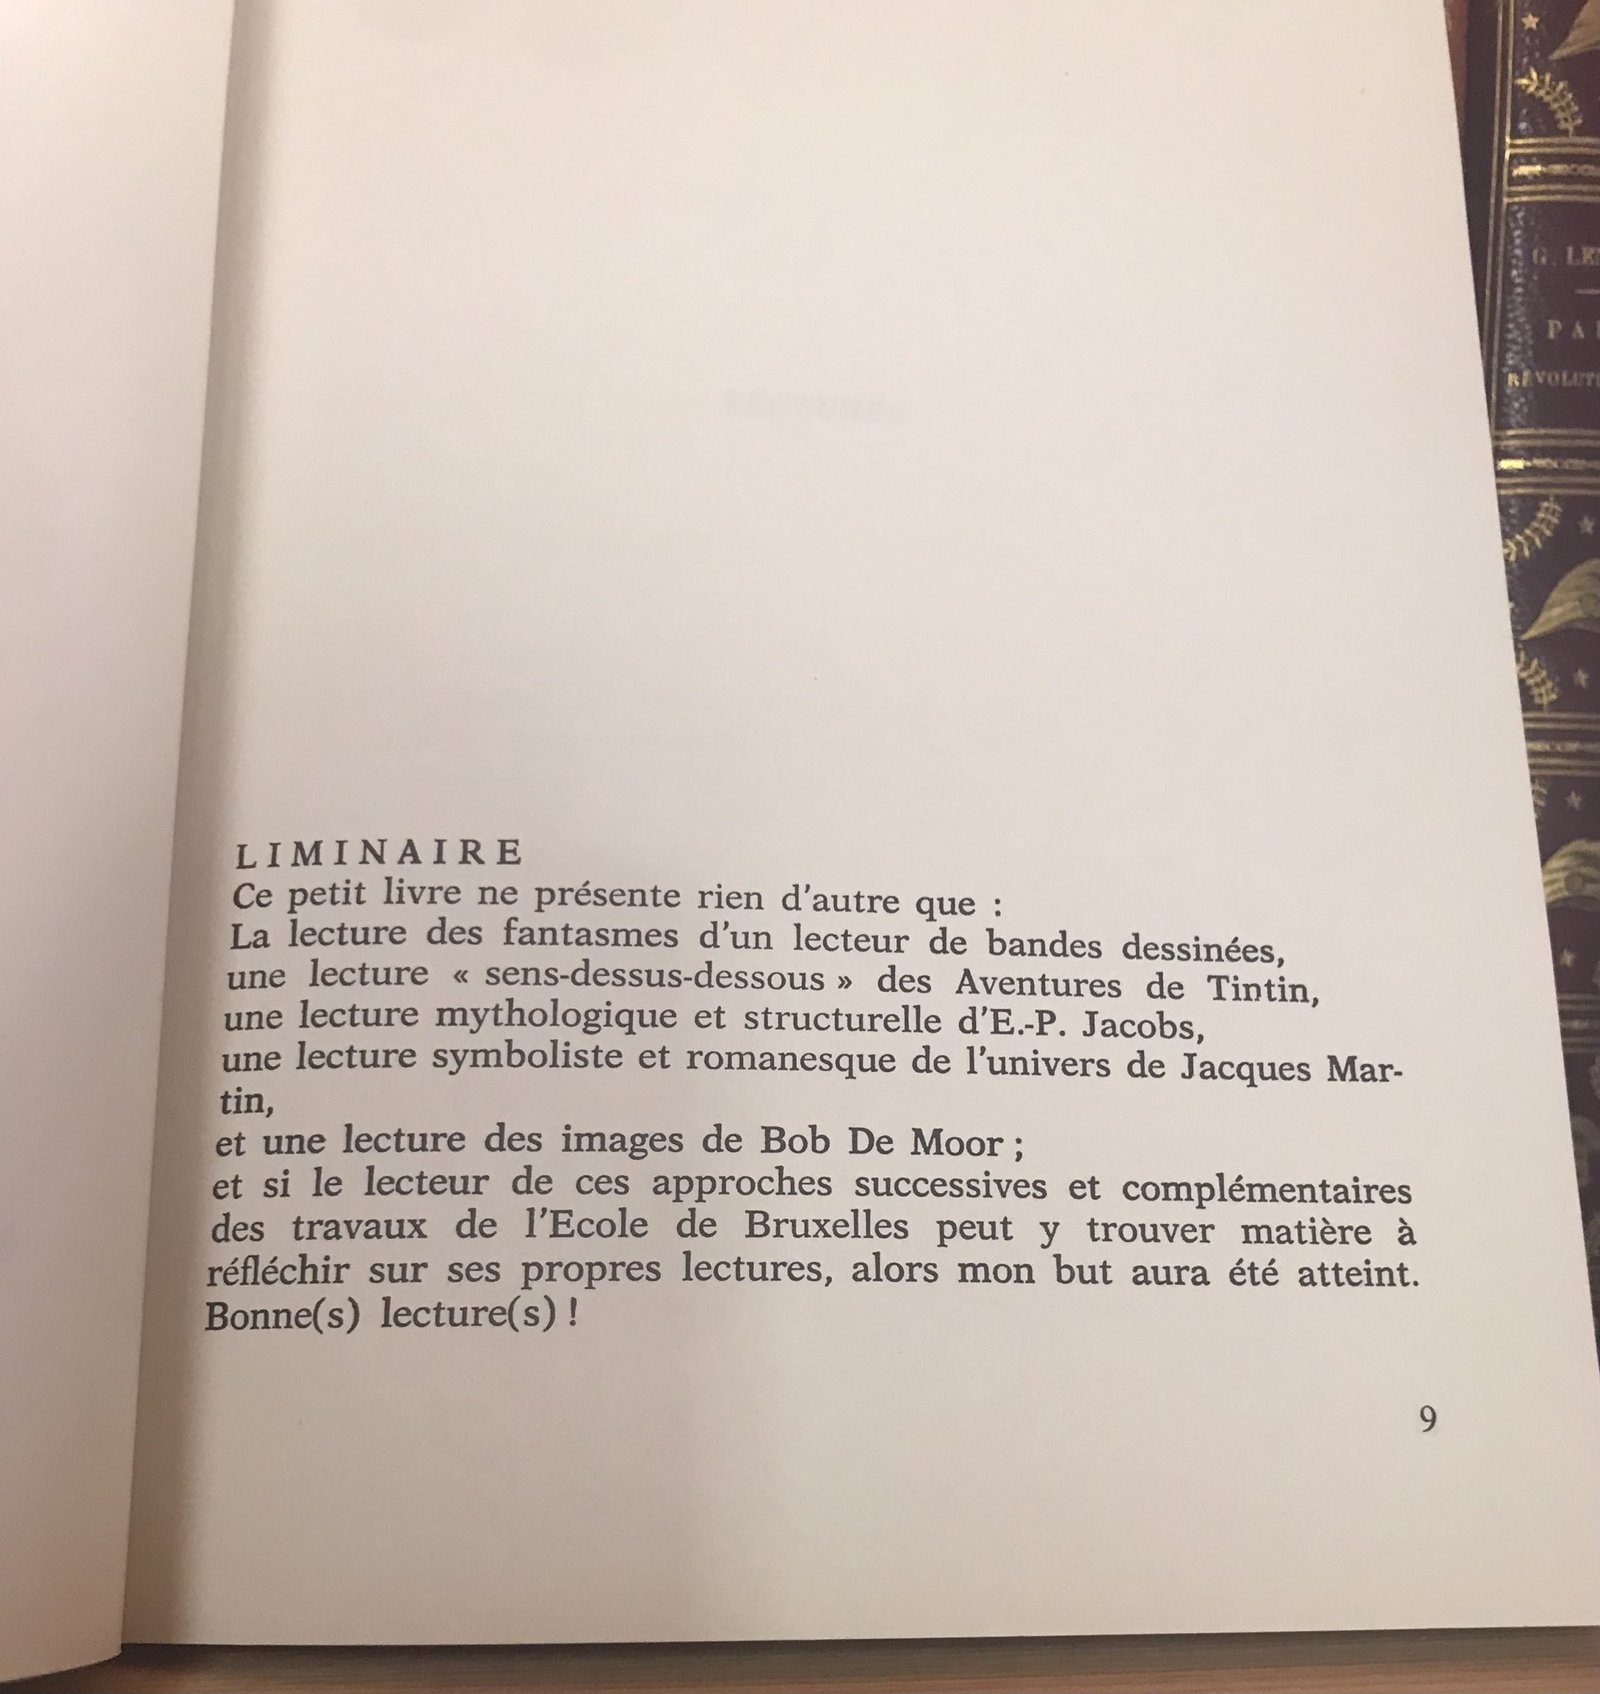 LIMINAIRE
Ce petit livre ne présente rien d'autre que :
La lecture des fantasmes d'un lecteur de bandes dessinées,
une lecture « sens-dessus-dessous » des Aventures de Tintin,
une lecture mythologique et structurelle d'E.-P. Jacobs,
une lecture symboliste et romanesque de l'univers de Jacques Mar-
tin,
et une lecture des images de Bob De Moor ;
et si le lecteur de ces approches successives et complémentaires
des travaux de l'Ecole de Bruxelles peut y trouver matière à
réfléchir sur ses propres lectures, alors mon but aura été atteint.
Bonne(s) lecture(s) !
9
G.